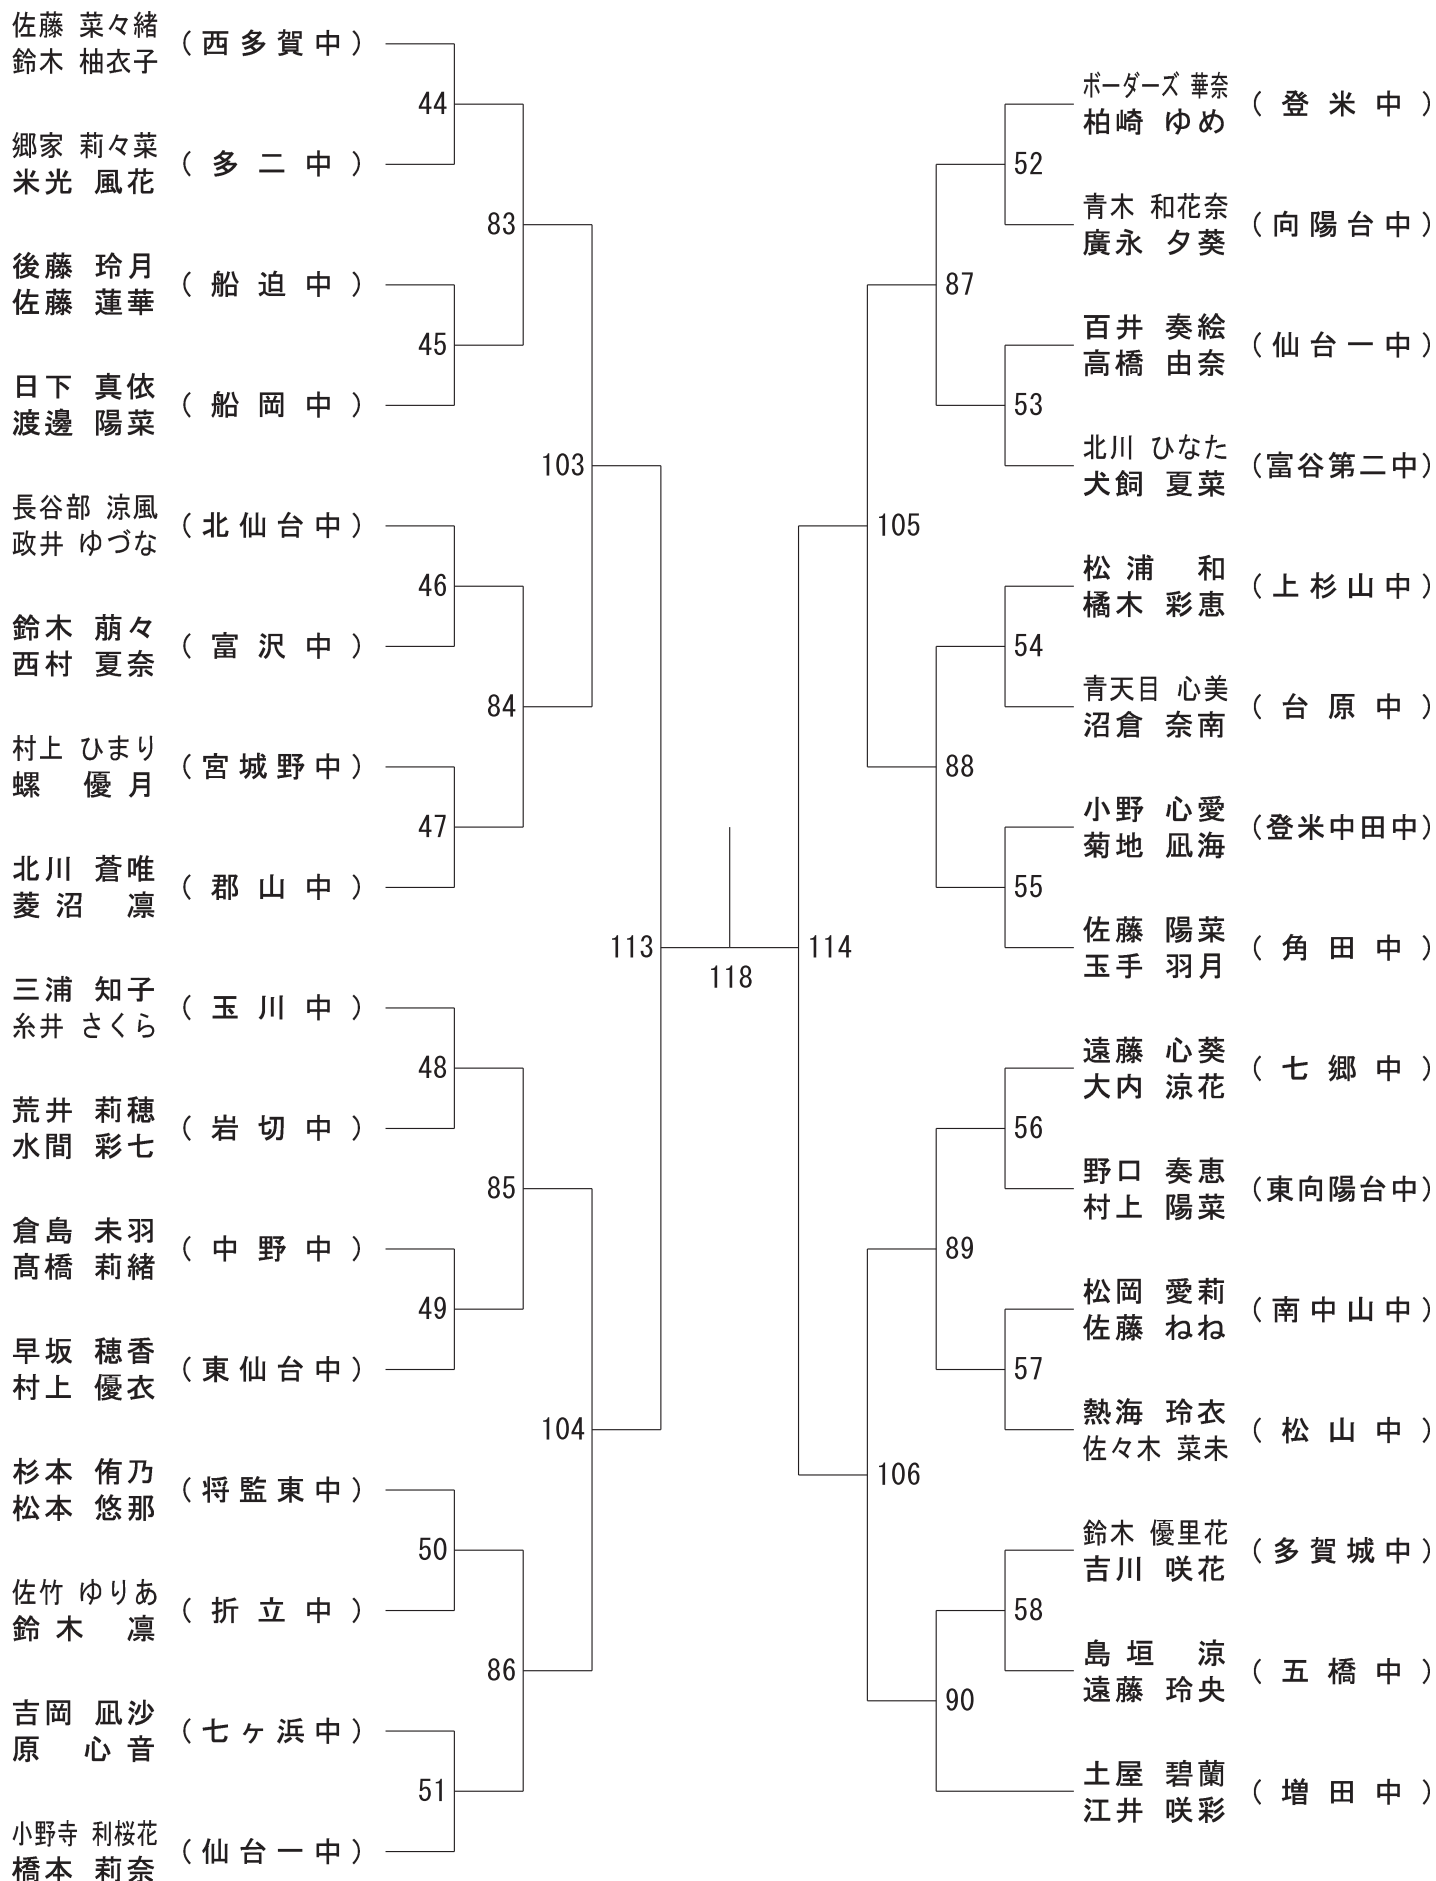 佐藤 菜々緒
鈴木 柚衣子
(西多賀中)
44
郷家 莉々菜
米光 風花
(多二中)
83
後藤 玲月
佐藤 蓮華
(船迫中)
45
日下 真依
渡邊 陽菜
(船岡中)
103
長谷部 涼風
政井 ゆづな
(北仙台中)
46
鈴木 萠々
西村 夏奈
(富沢中)
84
村上 ひまり
螺 優月
(宮城野中)
47
北川 蒼唯
菱沼 凛
(郡山中)
113
三浦 知子
糸井 さくら
(玉川中)
48
荒井 莉穂
水間 彩七
(岩切中)
85
倉島 未羽
髙橋 莉緒
(中野中)
49
早坂 穂香
村上 優衣
(東仙台中)
104
杉本 侑乃
松本 悠那
(将監東中)
50
佐竹 ゆりあ
鈴木 凛
(折立中)
86
吉岡 凪沙
原 心音
(七ヶ浜中)
51
小野寺 利桜花
橋本 莉奈
(仙台一中)
118
ボーダーズ 華奈
柏崎 ゆめ
(登米中)
52
青木 和花奈
廣永 夕葵
(向陽台中)
87
百井 奏絵
高橋 由奈
(仙台一中)
53
北川 ひなた
犬飼 夏菜
(富谷第二中)
105
松浦 和
橘木 彩恵
(上杉山中)
54
青天目 心美
沼倉 奈南
(台原中)
88
小野 心愛
菊地 凪海
(登米中田中)
55
佐藤 陽菜
玉手 羽月
(角田中)
114
遠藤 心葵
大内 涼花
(七郷中)
56
野口 奏恵
村上 陽菜
(東向陽台中)
89
松岡 愛莉
佐藤 ねね
(南中山中)
57
熱海 玲衣
佐々木 菜未
(松山中)
106
鈴木 優里花
吉川 咲花
(多賀城中)
58
島垣 涼
遠藤 玲央
(五橋中)
90
土屋 碧蘭
江井 咲彩
(増田中)